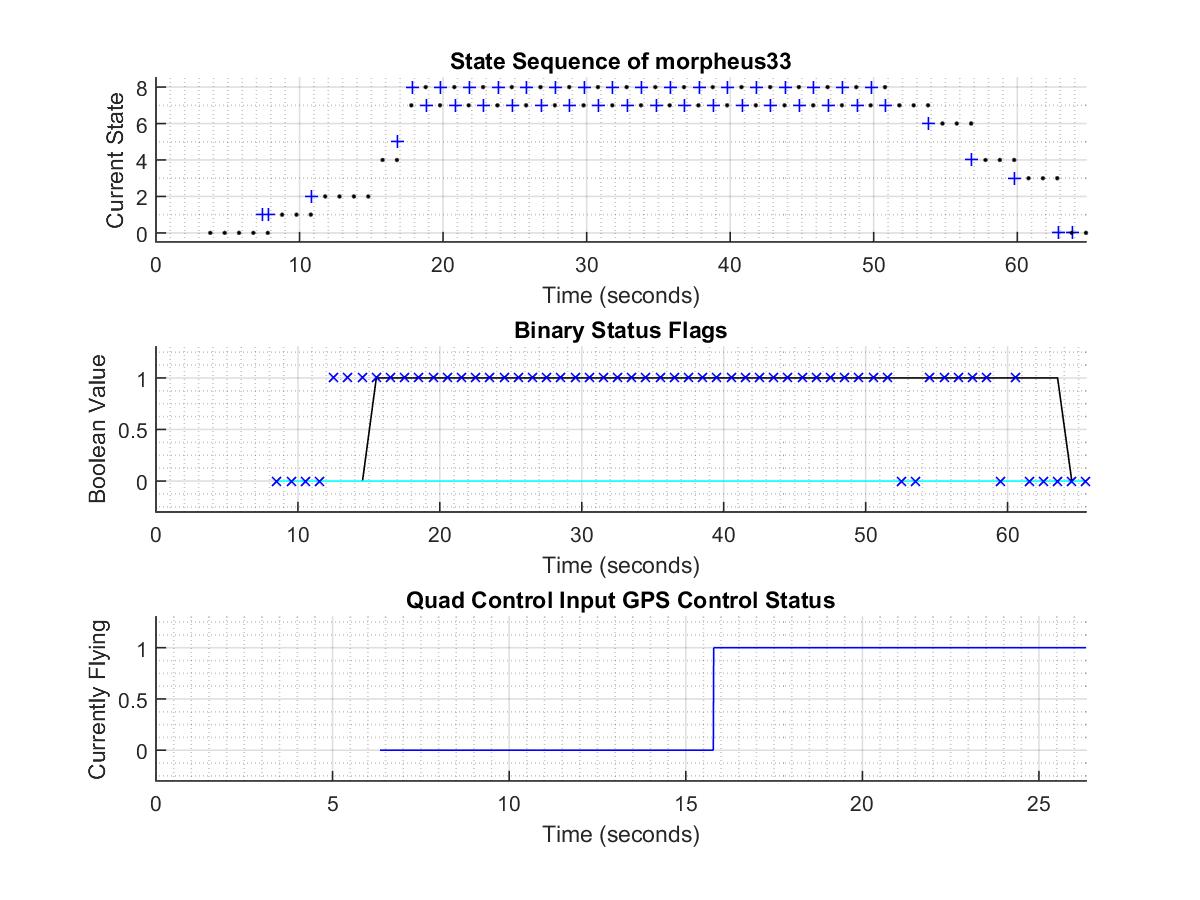 State Sequence of morpheus33
Current State
8
6
4
2
0
0 10 20 30 40 50 60
Time (seconds)
Binary Status Flags
Boolean Value
1
0.5
0
0 10 20 30 40 50 60
Time (seconds)
Quad Control Input GPS Control Status
Currently Flying
1
0.5
0
0 5 10 15 20 25
Time (seconds)